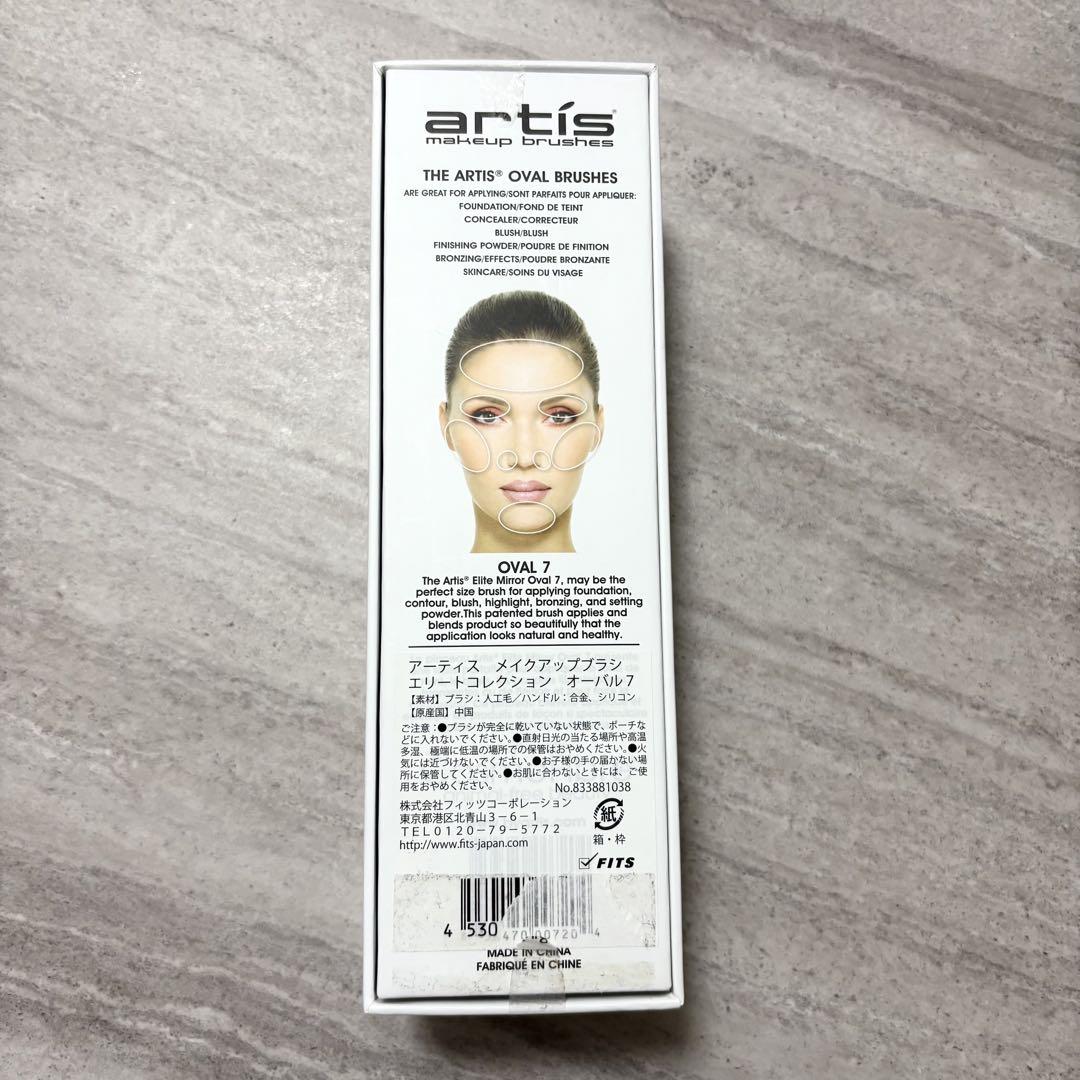 artís
makeup brushes
THE ARTIS® OVAL BRUSHES
ARE GREAT FOR APPLYING/SONT PARFAITS POUR APPLIQUER:
FOUNDATION/FOND DE TEINT
CONCEALER/CORRECTEUR
BLUSH/BLUSH
FINISHING POWDER/POUDRE DE FINITION
BRONZING/EFFECTS/POUDRE BRONZANTE
SKINCARE/SOINS DU VISAGE
OVAL 7
The Artis® Elite Mirror Oval 7, may be the
perfect size brush for applying foundation,
contour, blush, highlight, bronzing, and setting
powder.This patented brush applies and
blends product so beautifully that the
application looks natural and healthy.
アーティス　メイクアップブラシ
エリートコレクション　オーバル7
【素材】ブラシ：人工毛／ハンドル：合金、シリコン
【原産国】中国
ご注意：●ブラシが完全に乾いていない状態で、ポーチな
どに入れないでください。●直射日光の当たる場所や高温
多湿、極端に低温の場所での保管はおやめください。●火
気には近づけないでください。●お子様の手の届かない場
所に保管してください。●お肌に合わないときには、ご使
用をおやめください。
No.833881038
株式会社フィッツコーポレーション
東京都港区北青山3－6－1
TEL0120－79－5772
http://www.fits-japan.com
紙
箱・枠
FITS
4 530 470 00720 4
MADE IN CHINA
FABRIQUÉ EN CHINE